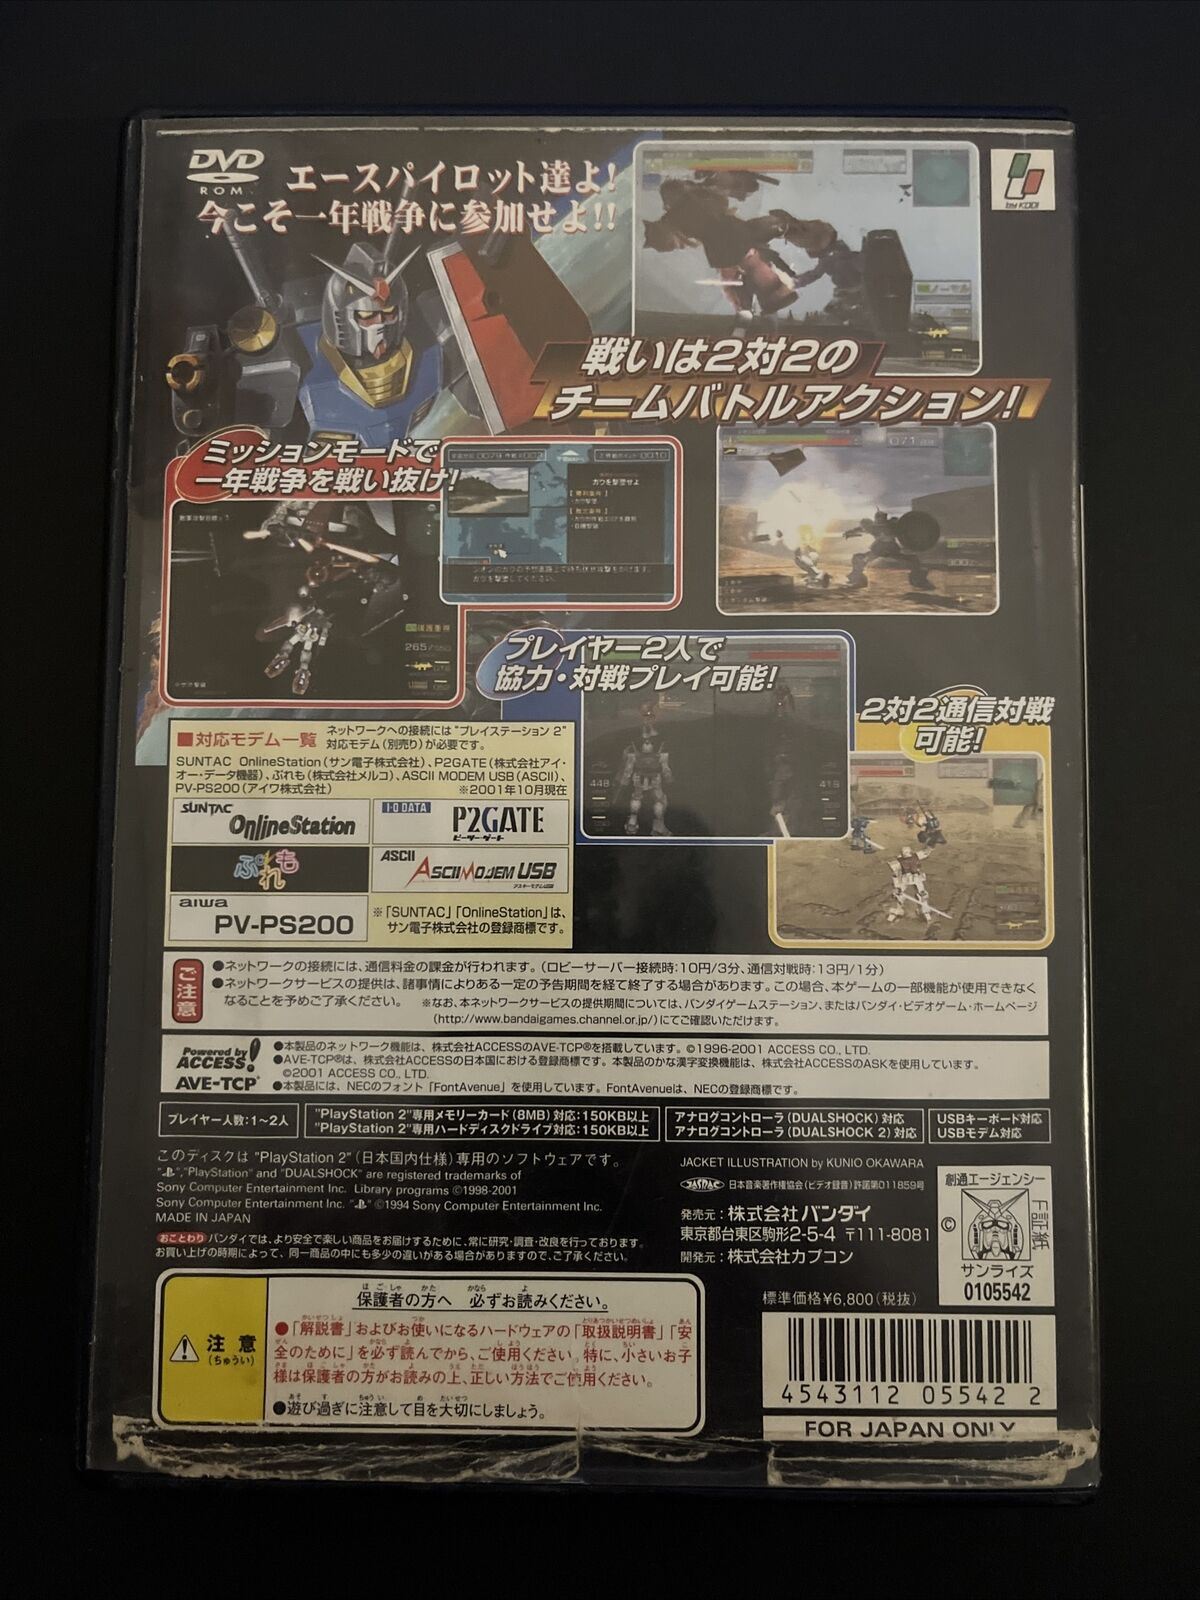 DVD
ROM
エースパイロット達よ!
今こそ一年戦争に参加せよ!!
by KDDI
戦いは2対2の
チームバトルアクション!
ミッションモードで
一年戦争を戦い抜け!
ガウを撃墜せよ
ガウを撃墜してください。
071
265
プレイヤー2人で
協力・対戦プレイ可能!
448
2対2通信対戦
可能!
■対応モデム一覧
ネットワークへの接続には"プレイステーション 2"
対応モデム(別売り)が必要です。
SUNTAC OnlineStation(サン電子株式会社)、P2GATE(株式会社アイ・
オー・データ機器)、ぷれも(株式会社メルコ)、ASCII MODEM USB(ASCII)、
PV-PS200(アイワ株式会社) ※2001年10月現在
SUNTAC
OnlineStation
I-O DATA
P2GATE
ピーツーゲート
ぷれも
ASCII
ASCII MODEM USB
aiwa
PV-PS200
※「SUNTAC」「OnlineStation」は、
サン電子株式会社の登録商標です。
ご注意
●ネットワークの接続には、通信料金の課金が行われます。(ロビーサーバー接続時:10円/3分、通信対戦時:13円/1分)
●ネットワークサービスの提供は、諸事情によりある一定の予告期間を経て終了する場合があります。この場合、本ゲームの一部機能が使用できなく
なることを予めご了承ください。 ※なお、本ネットワークサービスの提供期間については、バンダイゲームステーション、またはバンダイ・ビデオゲーム・ホームページ
(http://www.bandaigames.channel.or.jp/)にてご確認いただけます。
Powered by
ACCESS!
AVE-TCP
●本製品のネットワーク機能は、株式会社ACCESSのAVE-TCP®を搭載しています。©1996-2001 ACCESS CO., LTD.
●AVE-TCP®は、株式会社ACCESSの日本国における登録商標です。本製品のかな漢字変換機能は、株式会社ACCESSのASKを使用しています。
©2001 ACCESS CO., LTD.
●本製品には、NECのフォント「FontAvenue」を使用しています。FontAvenueは、NECの登録商標です。
プレイヤー人数:1~2人
"PlayStation 2"専用メモリーカード(8MB)対応:150KB以上
"PlayStation 2"専用ハードディスクドライブ対応:150KB以上
アナログコントローラ(DUALSHOCK)対応
アナログコントローラ(DUALSHOCK 2)対応
USBキーボード対応
USBモデム対応
このディスクは "PlayStation 2"(日本国内仕様)専用のソフトウェアです。
" ","PlayStation" and "DUALSHOCK" are registered trademarks of
Sony Computer Entertainment Inc. Library programs ©1998-2001
Sony Computer Entertainment Inc. " " ©1994 Sony Computer Entertainment Inc.
MADE IN JAPAN
おことわり バンダイでは、より安全で楽しい商品をお届けするために、常に研究・調査・改良を行っております。
お買い上げの時期によって、同一商品の中にも多少の違いがある場合がありますので、ご了承ください。
JACKET ILLUSTRATION by KUNIO OKAWARA
JASRAC 日本音楽著作権協会(ビデオ録音)許諾第011859号
発売元:株式会社バンダイ
東京都台東区駒形2-5-4 〒111-8081
開発元:株式会社カプコン
創通エージェンシー
©
証紙
サンライズ
0105542
標準価格¥6,800(税抜)
注意
(ちゅうい)
保護者の方へ 必ずお読みください。
●「解説書」およびお使いになるハードウェアの「取扱説明書」「安
全のために」を必ず読んでから、ご使用ください。特に、小さいお子
様は保護者の方がお読みの上、正しい方法でご使用ください。
●遊び過ぎに注意して目を大切にしましょう。
4543112 05542 2
FOR JAPAN ONLY